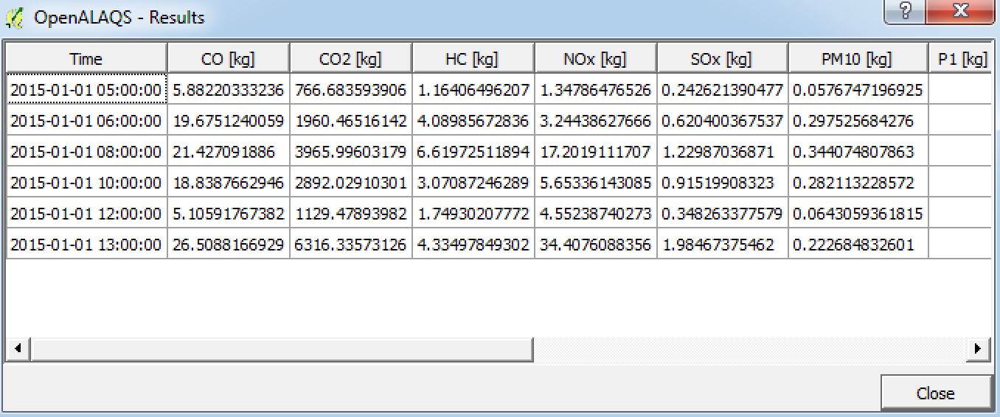 OpenALAQS - Results
Time CO [kg] CO2 [kg] HC [kg] NOx [kg] SOx [kg] PM10 [kg] P1 [kg]
2015-01-01 05:00:00 5.88220333236 766.683593906 1.16406496207 1.34786476526 0.242621390477 0.0576747196925
2015-01-01 06:00:00 19.6751240059 1960.46516142 4.08985672836 3.24438627666 0.620400367537 0.297525684276
2015-01-01 08:00:00 21.427091886 3965.99603179 6.61972511894 17.2019111707 1.22987036871 0.344074807863
2015-01-01 10:00:00 18.8387662946 2892.02910301 3.07087246289 5.65336143085 0.91519908323 0.282113228572
2015-01-01 12:00:00 5.10591767382 1129.47893982 1.74930207772 4.55238740273 0.348263377579 0.0643059361815
2015-01-01 13:00:00 26.5088166929 6316.33573126 4.33497849302 34.4076088356 1.98467375462 0.222684832601
Close